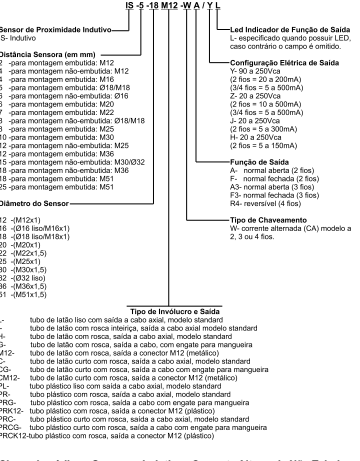 IS -5 -18 M12 -W A / Y L
Sensor de Proximidade Indutivo
IS- Indutivo
Distância Sensora (em mm)
2 -para montagem embutida: M12
4 -para montagem não-embutida: M12
4 -para montagem embutida: M16
5 -para montagem embutida: Ø18/M18
6 -para montagem não-embutida: Ø16
6 -para montagem embutida: M20
7 -para montagem embutida: M22
8 -para montagem não-embutida: Ø18/M18
8 -para montagem embutida: M25
10 -para montagem embutida: M30
12 -para montagem não-embutida: M25
12 -para montagem embutida: M36
15 -para montagem não-embutida: M30/Ø32
18 -para montagem embutida: M36
18 -para montagem embutida: M51
25 -para montagem embutida: M51
Diâmetro do Sensor
12 -(M12x1)
16 -(Ø16 liso/M16x1)
18 -(Ø18 liso/M18x1)
20 -(M20x1)
22 -(M22x1,5)
25 -(M25x1)
30 -(M30x1,5)
32 -(Ø32 liso)
36 -(M36x1,5)
51 -(M51x1,5)
Led Indicador de Função de Saída
L- especificado quando possuir LED,
caso contrário o campo é omitido.
Configuração Elétrica de Saída
Y- 90 a 250Vca
(2 fios = 20 a 200mA)
(3/4 fios = 5 a 500mA)
Z- 20 a 250Vca
(2 fios = 10 a 500mA)
(3/4 fios = 5 a 500mA)
J- 20 a 250Vca
(2 fios = 5 a 300mA)
H- 20 a 250Vca
(2 fios = 5 a 150mA)
Função de Saída
A- normal aberta (2 fios)
F- normal fechada (2 fios)
A3- normal aberta (3 fios)
F3- normal fechada (3 fios)
R4- reversível (4 fios)
Tipo de Chaveamento
W- corrente alternada (CA) modelo a
2, 3 ou 4 fios.
Tipo de Invólucro e Saída
L- tubo de latão liso com saída a cabo axial, modelo standard
- tubo de latão com rosca inteiriça, saída a cabo axial modelo standard
H- tubo de latão com rosca, saída a cabo axial, modelo standard
G- tubo de latão com rosca, saída a cabo, com engate para mangueira
M12- tubo de latão com rosca, saída a conector M12 (metálico)
C- tubo de latão curto com rosca, saída a cabo axial, modelo standard
CG- tubo de latão curto com rosca, saída a cabo com engate para mangueira
CM12- tubo de latão curto com rosca, saída a conector M12 (metálico)
PL- tubo plástico liso com saída a cabo axial, modelo standard
PR- tubo plástico com rosca, saída a cabo axial, modelo standard
PRG- tubo plástico com rosca, saída a cabo com engate para mangueira
PRK12- tubo plástico com rosca, saída a conector M12 (plástico)
PRC- tubo plástico curto com rosca, saída a cabo axial, modelo standard
PRCG- tubo plástico curto com rosca, saída a cabo com engate para mangueira
PRCK12-tubo plástico com rosca, saída a conector M12 (plástico)